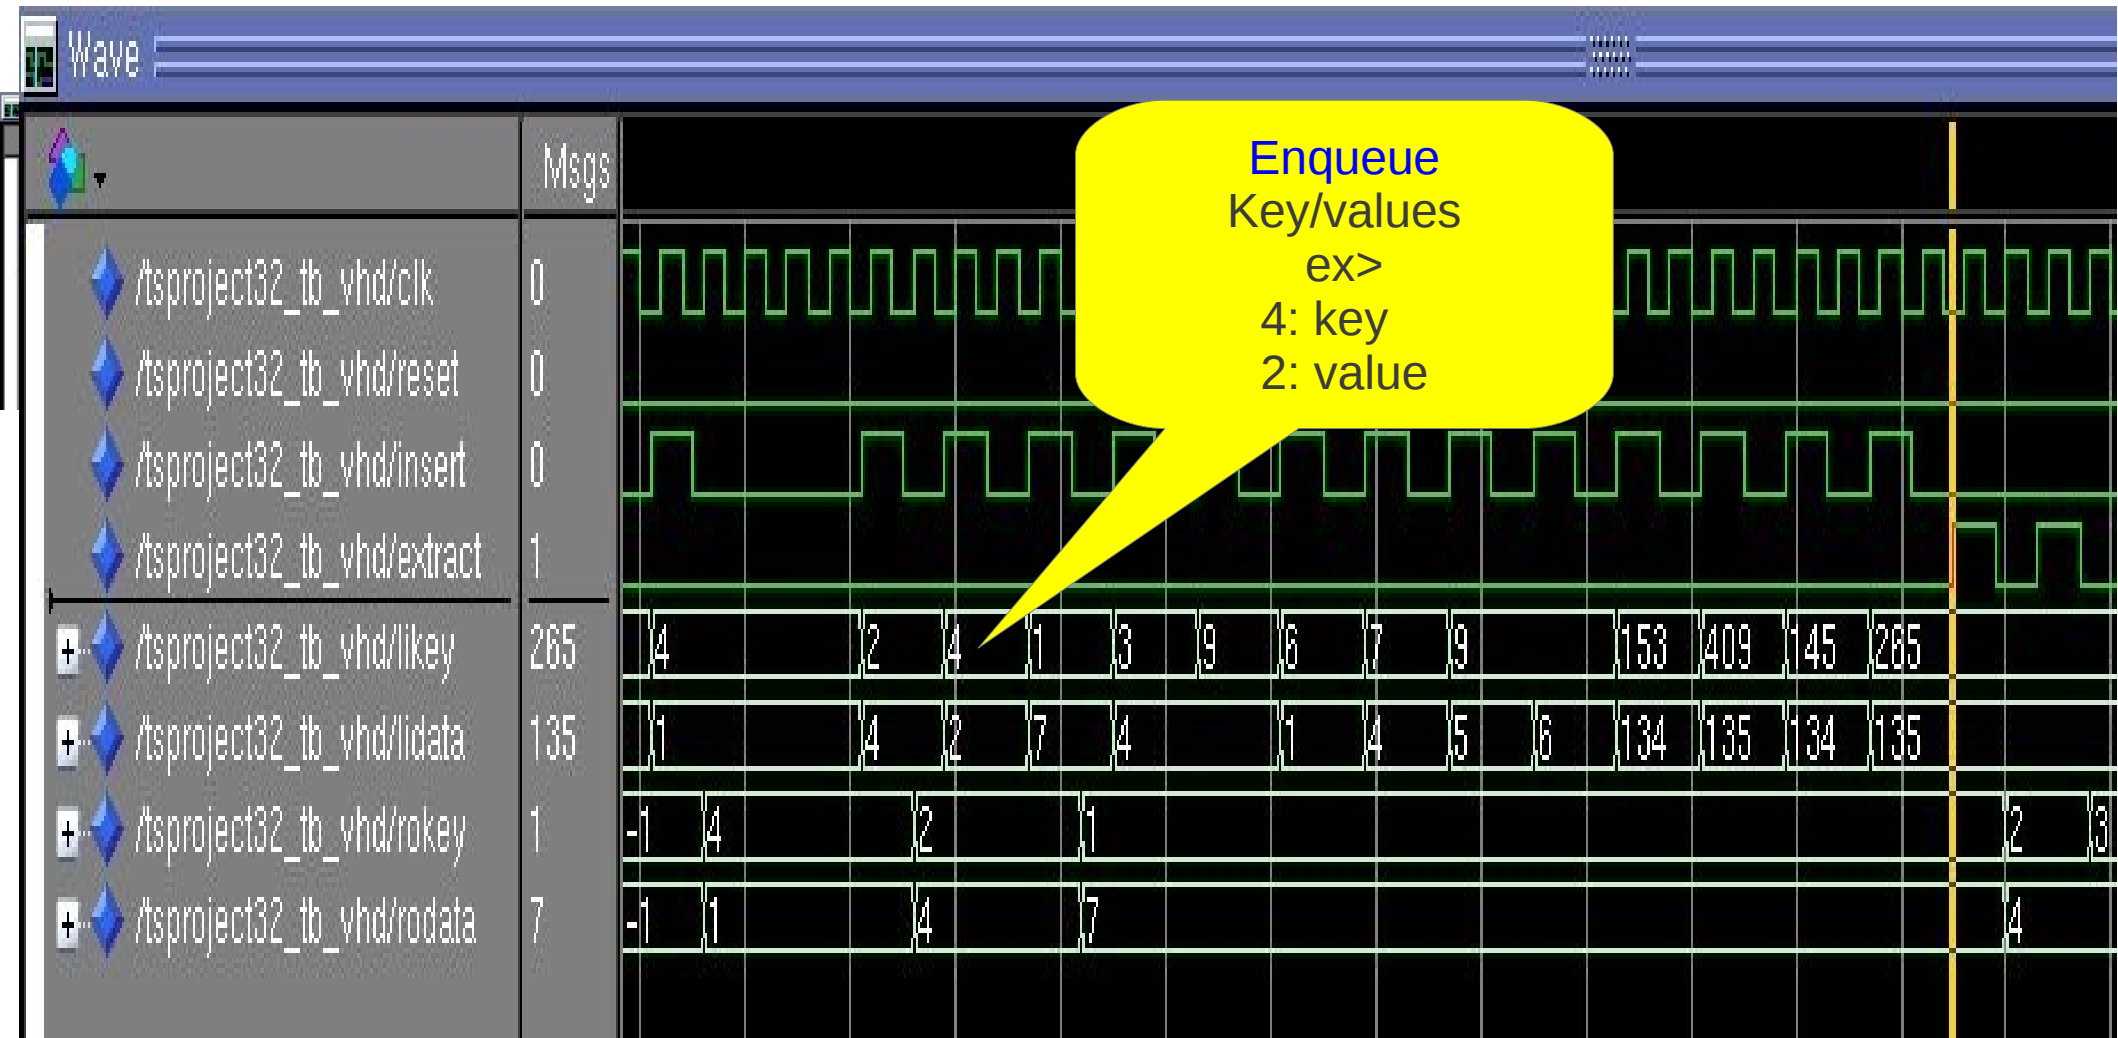 Wave
Msgs
Enqueue
Key/values
ex>
4: key
2: value
/tsproject32_tb_vhd/clk 0
/tsproject32_tb_vhd/reset 0
/tsproject32_tb_vhd/insert 0
/tsproject32_tb_vhd/extract 1
/tsproject32_tb_vhd/likey 265 4 2 4 1 3 9 6 7 9 153 409 145 265
/tsproject32_tb_vhd/lidata 135 1 4 2 7 4 1 4 5 6 134 135 134 135
/tsproject32_tb_vhd/rokey 1 -1 4 2 1 2 3
/tsproject32_tb_vhd/rodata 7 -1 1 4 7 4